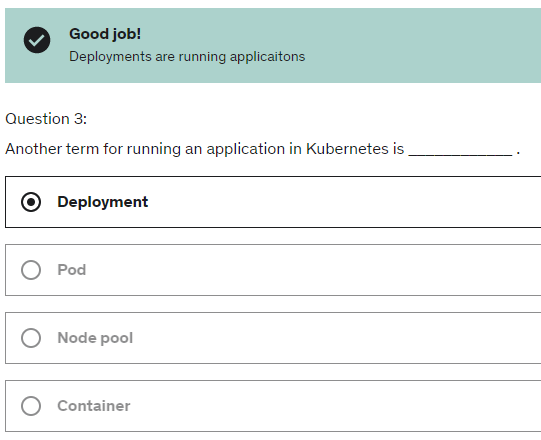 Good job!
Deployments are running applicaitons
Question 3:
Another term for running an application in Kubernetes is ____________ .
Deployment
Pod
Node pool
Container